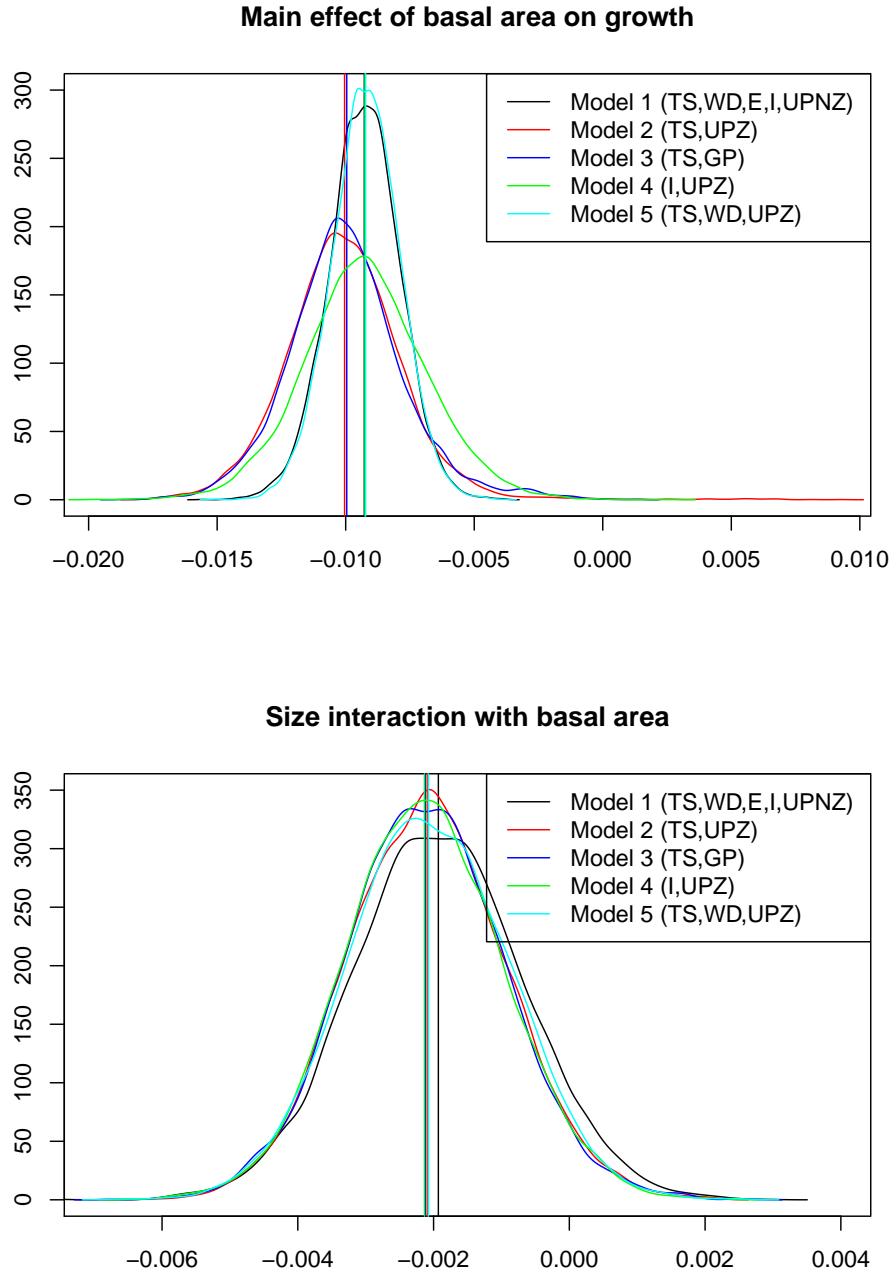 Main effect of basal area on growth
300
250
200
150
100
50
0
Model 1 (TS,WD,E,I,UPNZ)
Model 2 (TS,UPZ)
Model 3 (TS,GP)
Model 4 (I,UPZ)
Model 5 (TS,WD,UPZ)
−0.020 −0.015 −0.010 −0.005 0.000 0.005 0.010
Size interaction with basal area
350
300
250
200
150
100
50
0
Model 1 (TS,WD,E,I,UPNZ)
Model 2 (TS,UPZ)
Model 3 (TS,GP)
Model 4 (I,UPZ)
Model 5 (TS,WD,UPZ)
−0.006 −0.004 −0.002 0.000 0.002 0.004